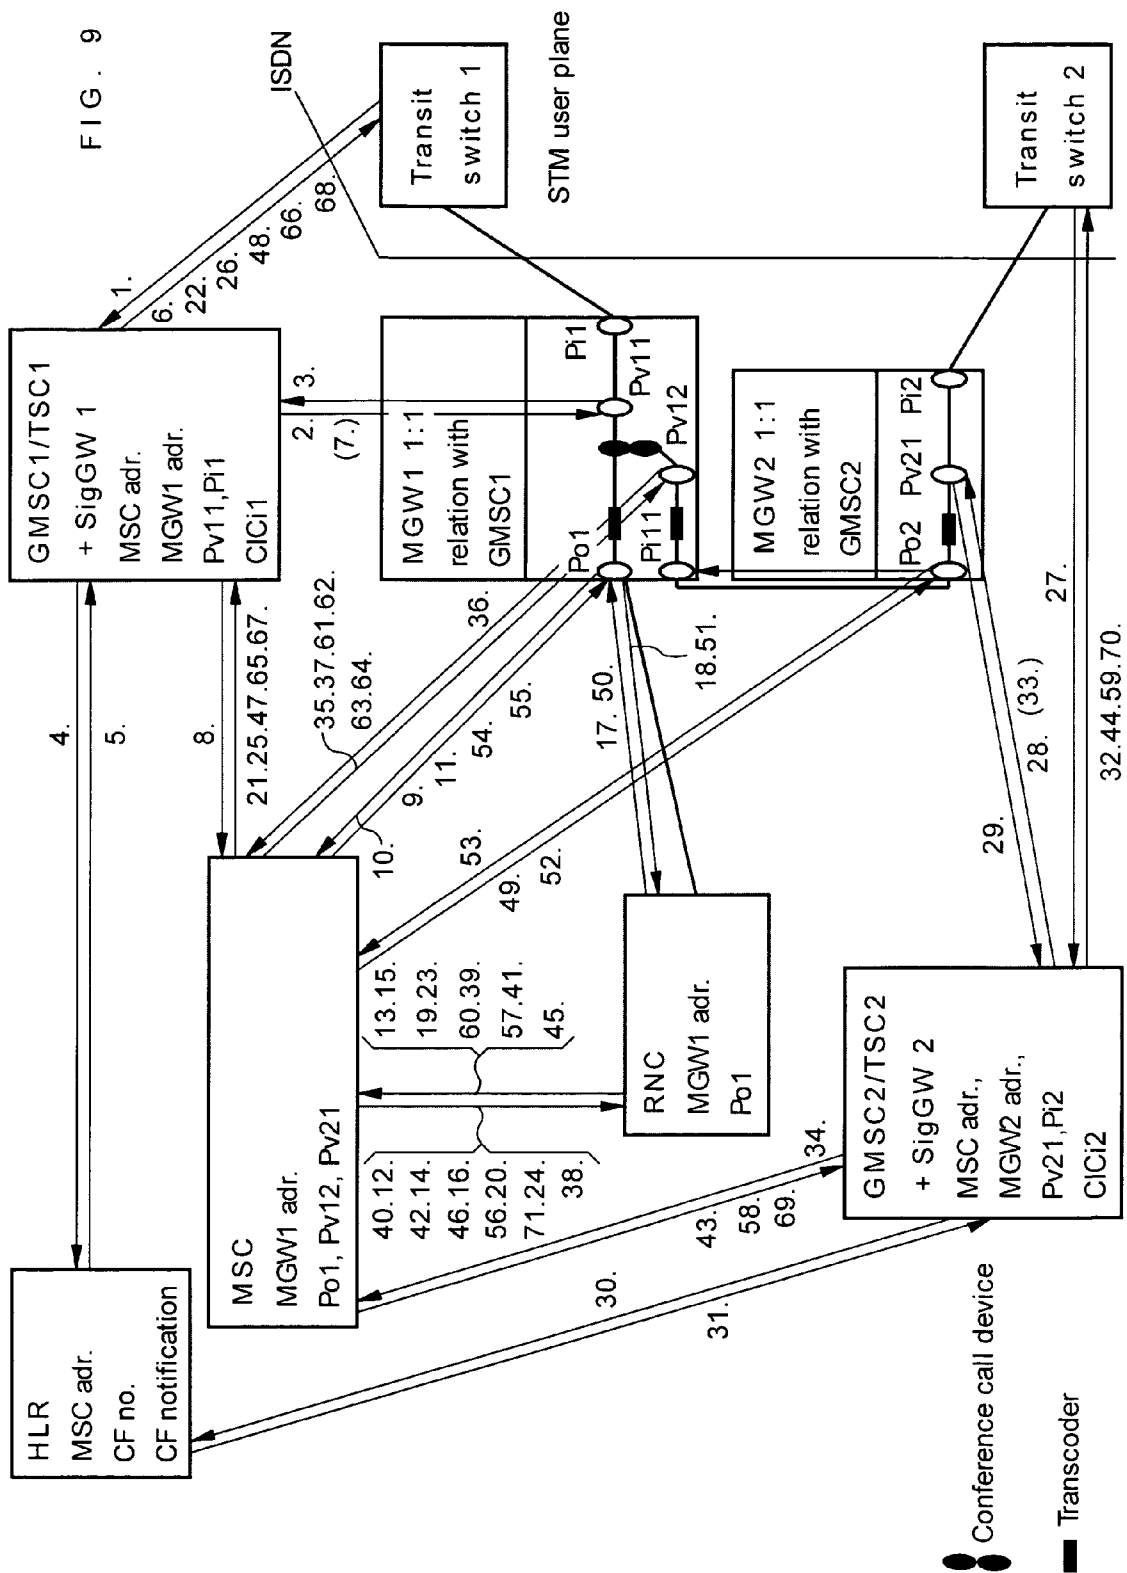 FIG. 9
ISDN
Transit
switch 1
STM user plane
Transit
switch 2
1.
6.
22.
26.
48.
66.
68.
GMSC1/TSC1
+ SigGW 1
MSC adr.
MGW1 adr.
Pv11,Pi1
CICi1
2.
3.
(7.)
MGW1 1:1
relation with
GMSC1
Pi1
Pv11
Pv12
Po1
Pi11
MGW2 1:1
relation with
GMSC2
Po2
Pv21
Pi2
4.
5.
8.
21.25.47.65.67.
35.37.61.62.
63.64.
36.
9.
11.
54.
55.
10.
17. 50.
18.51.
53.
49.
52.
27.
32.44.59.70.
28.
(33.)
29.
MSC
MGW1 adr.
Po1, Pv12, Pv21
13.15.
19.23.
60.39.
57.41.
45.
40.12.
42.14.
46.16.
56.20.
71.24.
38.
RNC
MGW1 adr.
Po1
GMSC2/TSC2
+ SigGW 2
MSC adr.,
MGW2 adr.,
Pv21,Pi2
CICi2
34.
43.
58.
69.
30.
31.
HLR
MSC adr.
CF no.
CF notification
Conference call device
Transcoder